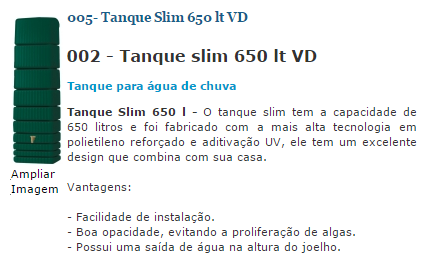 005- Tanque Slim 650 lt VD
002 - Tanque slim 650 lt VD
Tanque para água de chuva
Tanque Slim 650 l - O tanque slim tem a capacidade de
650 litros e foi fabricado com a mais alta tecnologia em
polietileno reforçado e aditivação UV, ele tem um excelente
design que combina com sua casa.
Ampliar
Imagem
Vantagens:
- Facilidade de instalação.
- Boa opacidade, evitando a proliferação de algas.
- Possui uma saída de água na altura do joelho.